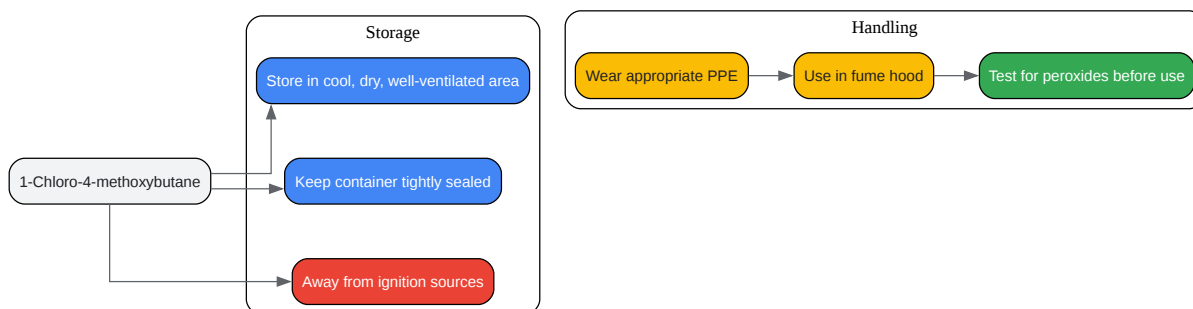 Storage
Store in cool, dry, well-ventilated area
1-Chloro-4-methoxybutane
Keep container tightly sealed
Away from ignition sources
Handling
Wear appropriate PPE
Use in fume hood
Test for peroxides before use